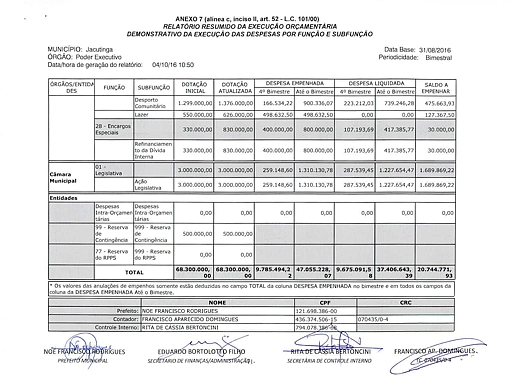 ANEXO 7 (alinea c, inciso II, art. 52 - L.C. 101/00)
RELATÓRIO RESUMIDO DA EXECUÇÃO ORÇAMENTÁRIA
DEMONSTRATIVO DA EXECUÇÃO DAS DESPESAS POR FUNÇÃO E SUBFUNÇÃO
MUNICÍPIO: Jacutinga Data Base: 31/08/2016
ÓRGÃO: Poder Executivo Periodicidade: Bimestral
Data/hora de geração do relatório: 04/10/16 10:50
ÓRGÃOS/ENTIDADES FUNÇÃO SUBFUNÇÃO DOTAÇÃO INICIAL DOTAÇÃO ATUALIZADA DESPESA EMPENHADA DESPESA LIQUIDADA SALDO A EMPENHAR
4º Bimestre Até o Bimestre 4º Bimestre Até o Bimestre
Desporto Comunitário 1.299.000,00 1.376.000,00 166.534,22 900.336,07 223.212,03 739.246,28 475.663,93
Lazer 550.000,00 626.000,00 498.632,50 498.632,50 0,00 0,00 127.367,50
28 - Encargos Especiais 330.000,00 830.000,00 400.000,00 800.000,00 107.193,69 417.385,77 30.000,00
Refinanciamento da Dívida Interna 330.000,00 830.000,00 400.000,00 800.000,00 107.193,69 417.385,77 30.000,00
Câmara Municipal 01 - Legislativa 3.000.000,00 3.000.000,00 259.148,60 1.310.130,78 287.539,45 1.227.654,47 1.689.869,22
Ação Legislativa 3.000.000,00 3.000.000,00 259.148,60 1.310.130,78 287.539,45 1.227.654,47 1.689.869,22
Entidades
Despesas Intra-Orçamentárias Despesas Intra-Orçamentárias 0,00 0,00 0,00 0,00 0,00 0,00 0,00
99 - Reserva de Contingência 999 - Reserva de Contingência 500.000,00 500.000,00
77 - Reserva do RPPS 999 - Reserva do RPPS 0,00 0,00
TOTAL 68.300.000,00 68.300.000,00 9.785.494,22 47.055.228,07 9.675.091,58 37.406.643,39 20.744.771,93
* Os valores das anulações de empenhos somente estão deduzidos no campo TOTAL da coluna DESPESA EMPENHADA no bimestre e em todos os campos da coluna da DESPESA EMPENHADA Até o Bimestre.
NOME CPF CRC
Prefeito: NOE FRANCISCO RODRIGUES 121.698.386-00
Contador: FRANCISCO APARECIDO DOMINGUES 436.374.506-15 070435/0-4
Controle Interno: RITA DE CÁSSIA BERTONCINI 794.078.386-68
NOE FRANCISCO RODRIGUES EDUARDO BORTOLOTTO FILHO RITA DE CÁSSIA BERTONCINI FRANCISCO AP. DOMINGUES
PREFEITO MUNICIPAL SECRETÁRIO DE FINANÇAS/ADMINISTRAÇÃO SECRETÁRIA DE CONTROLE INTERNO